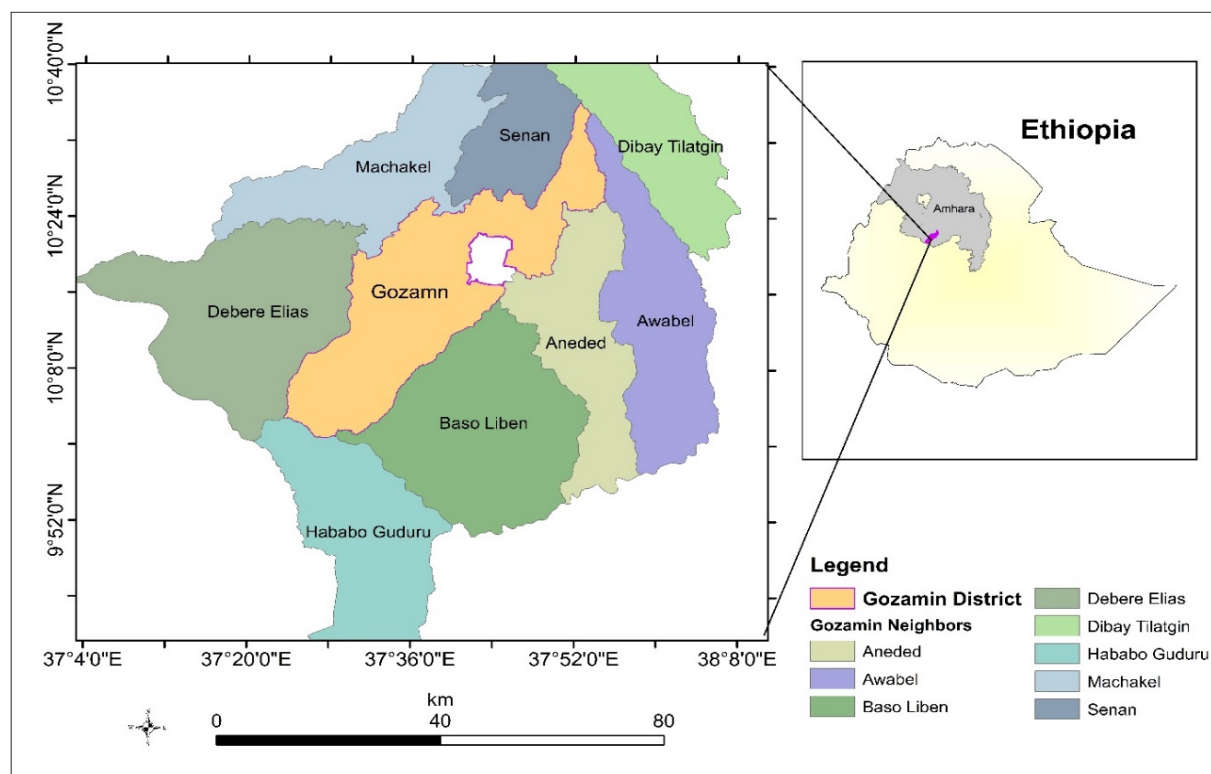 10°40'0"N
10°24'0"N
10°8'0"N
9°52'0"N
Senan
Dibay Tilatgin
Machakel
Gozamn
Debere Elias
Aneded
Awabel
Baso Liben
Hababo Guduru
37°4'0"E 37°20'0"E 37°36'0"E 37°52'0"E 38°8'0"E
km
0 40 80
Ethiopia
Amhara
Legend
Gozamin District
Gozamin Neighbors
Aneded
Awabel
Baso Liben
Debere Elias
Dibay Tilatgin
Hababo Guduru
Machakel
Senan